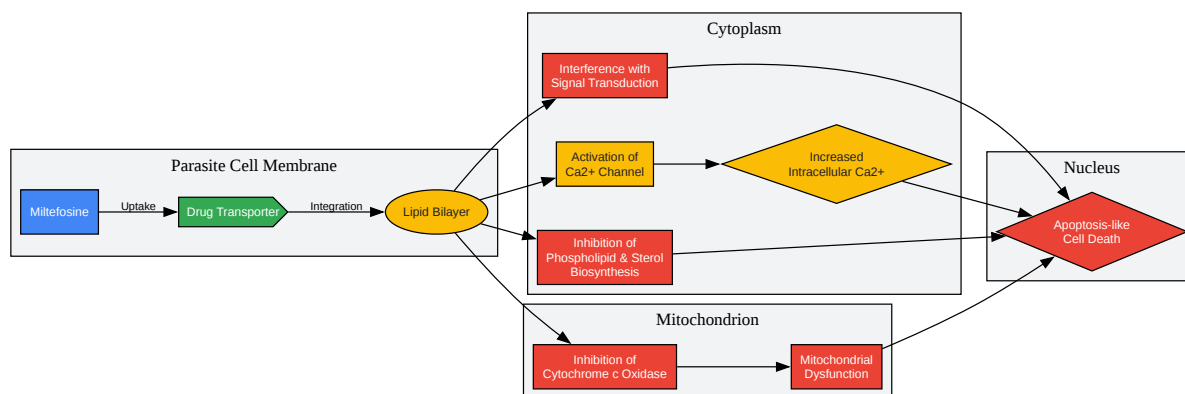 Cytoplasm
Interference with
Signal Transduction
Parasite Cell Membrane
Nucleus
Activation of
Ca2+ Channel
Increased
Intracellular Ca2+
Miltefosine
Uptake
Drug Transporter
Integration
Lipid Bilayer
Apoptosis-like
Cell Death
Inhibition of
Phospholipid & Sterol
Biosynthesis
Mitochondrion
Inhibition of
Cytochrome c Oxidase
Mitochondrial
Dysfunction